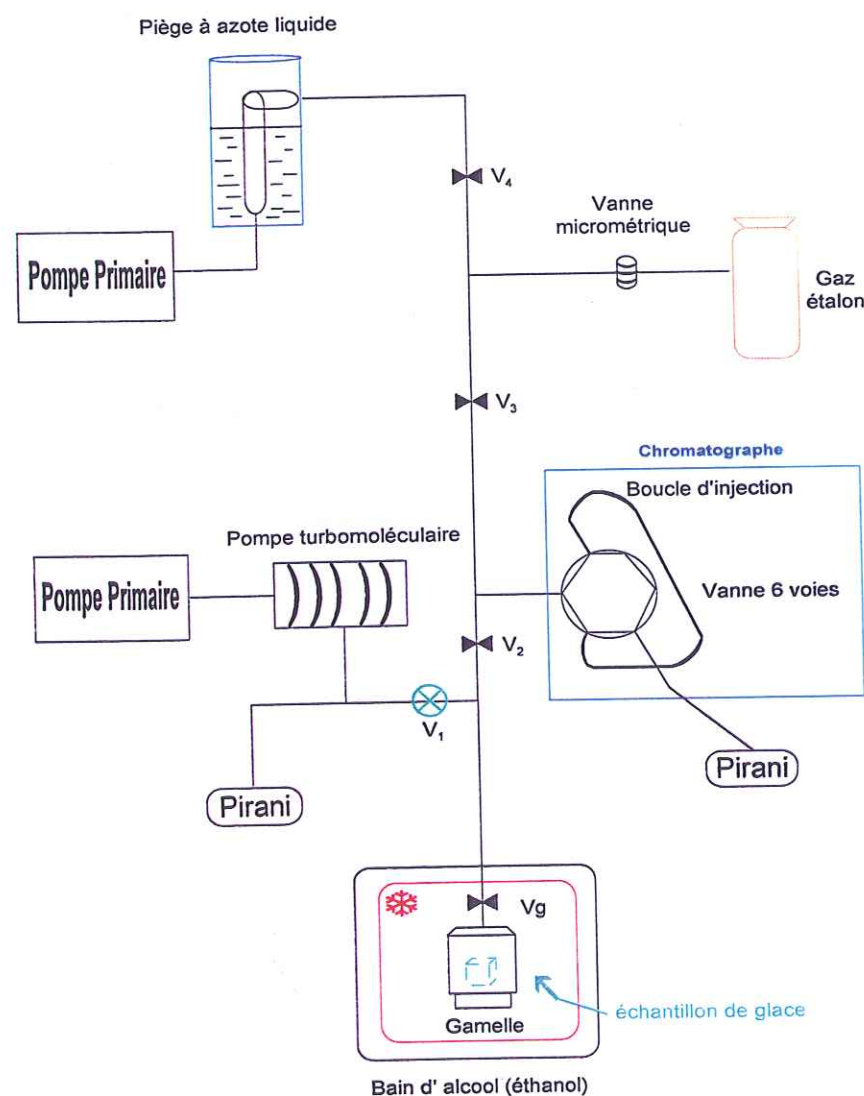 Piège à azote liquide
V4
Vanne
micrométrique
Pompe Primaire
Gaz
étalon
V3
Chromatographe
Boucle d'injection
Pompe turbomoléculaire
Pompe Primaire
Vanne 6 voies
V2
V1
Pirani
Pirani
Vg
échantillon de glace
Gamelle
Bain d' alcool (éthanol)